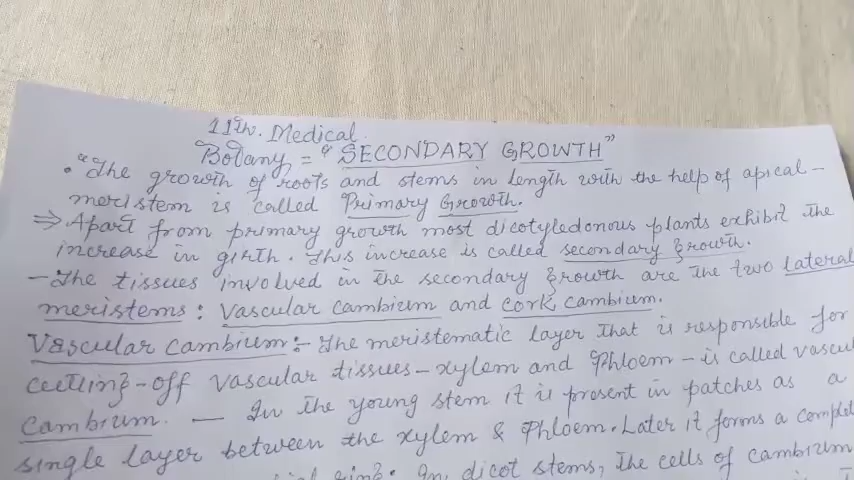 11th. Medical.
Botany = "SECONDARY GROWTH"
• "The growth of roots and stems in length with the help of apical-
meristem is called Primary Growth.
⇒ Apart from primary growth most dicotyledonous plants exhibit the
increase in girth. This increase is called secondary Growth.
- The tissues involved in the secondary Growth are the two lateral
meristems: vascular cambium and cork cambium.
Vascular cambium:- The meristematic layer that is responsible for
cutting-off vascular tissues - xylem and Phloem - is called vascu
cambium. — In the young stem it is present in patches as a
single layer between the xylem & Phloem. Later it forms a complet
ring. In dicot stems, the cells of cambium